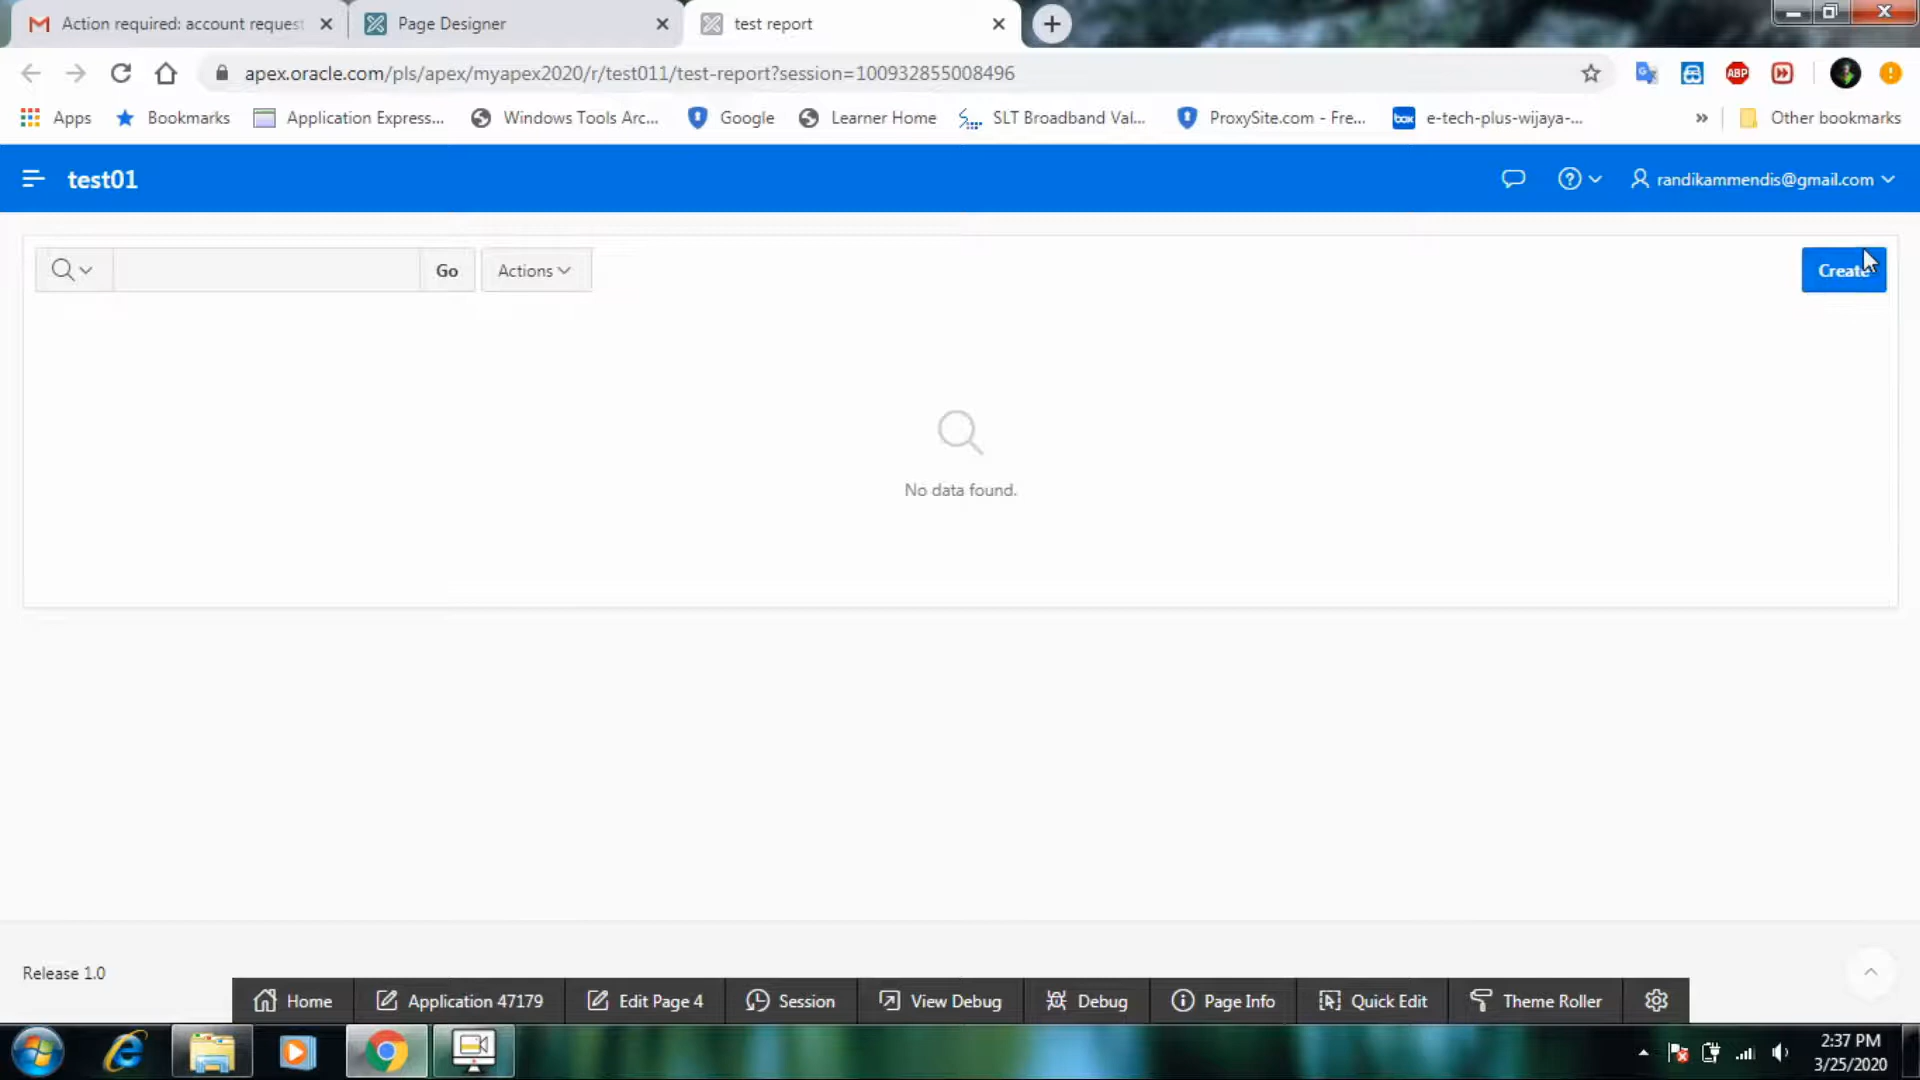 Action required: account request
Page Designer
test report
apex.oracle.com/pls/apex/myapex2020/r/test011/test-report?session=100932855008496
ABP
Apps
Bookmarks
Application Express...
Windows Tools Arc...
Google
Learner Home
SLT Broadband Val...
ProxySite.com - Fre...
box
e-tech-plus-wijaya-...
»
Other bookmarks
test01
randikammendis@gmail.com
Go
Actions
Create
No data found.
Release 1.0
Home
Application 47179
Edit Page 4
Session
View Debug
Debug
Page Info
Quick Edit
Theme Roller
2:37 PM
3/25/2020